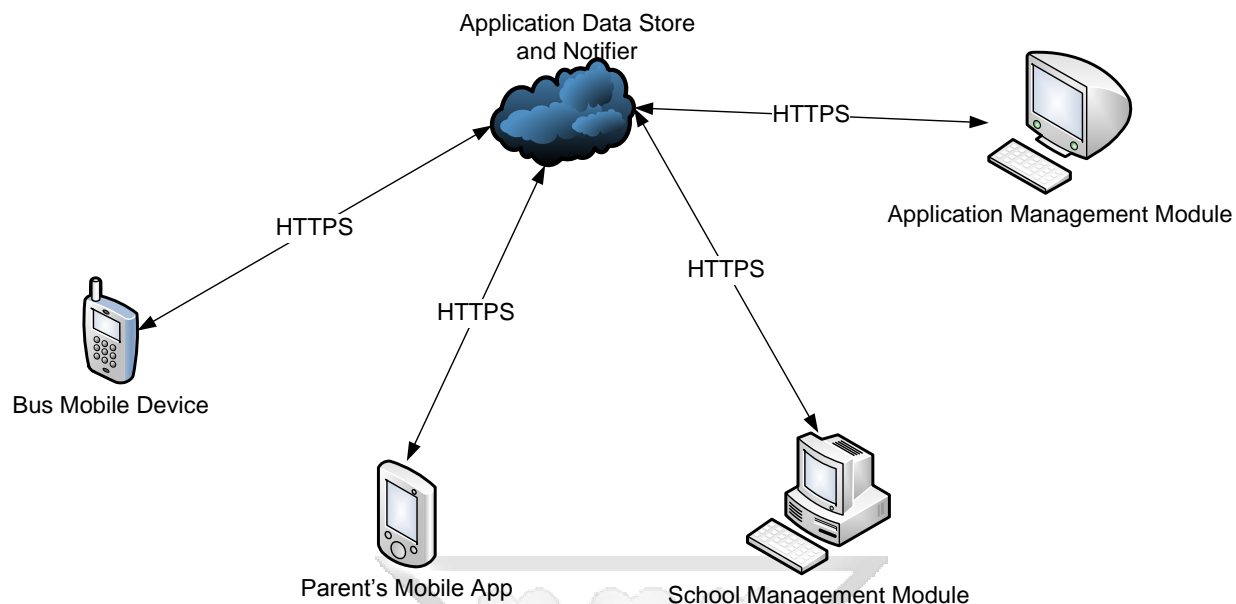 Application Data Store
and Notifier
HTTPS
Application Management Module
HTTPS
HTTPS
HTTPS
Bus Mobile Device
Parent's Mobile App
School Management Module